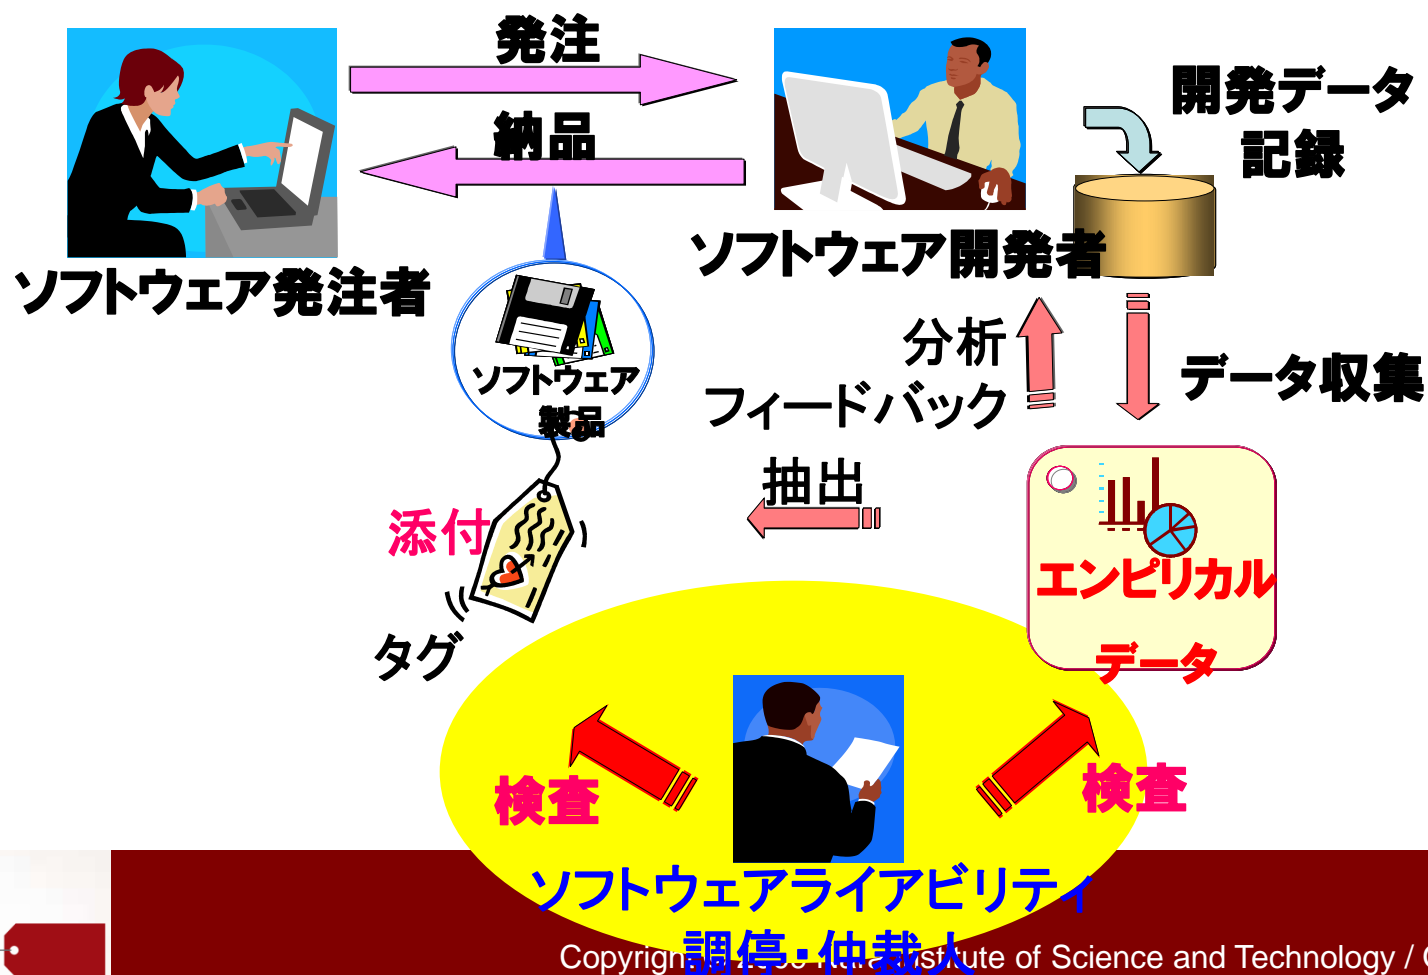 発注
納品
開発データ
記録
ソフトウェア発注者
ソフトウェア開発者
ソフトウェア
製品
分析
フィードバック
データ収集
抽出
添付
タグ
エンピリカル
データ
検査
検査
ソフトウェアライアビリティ
調停・仲裁人
of Science and Technology /